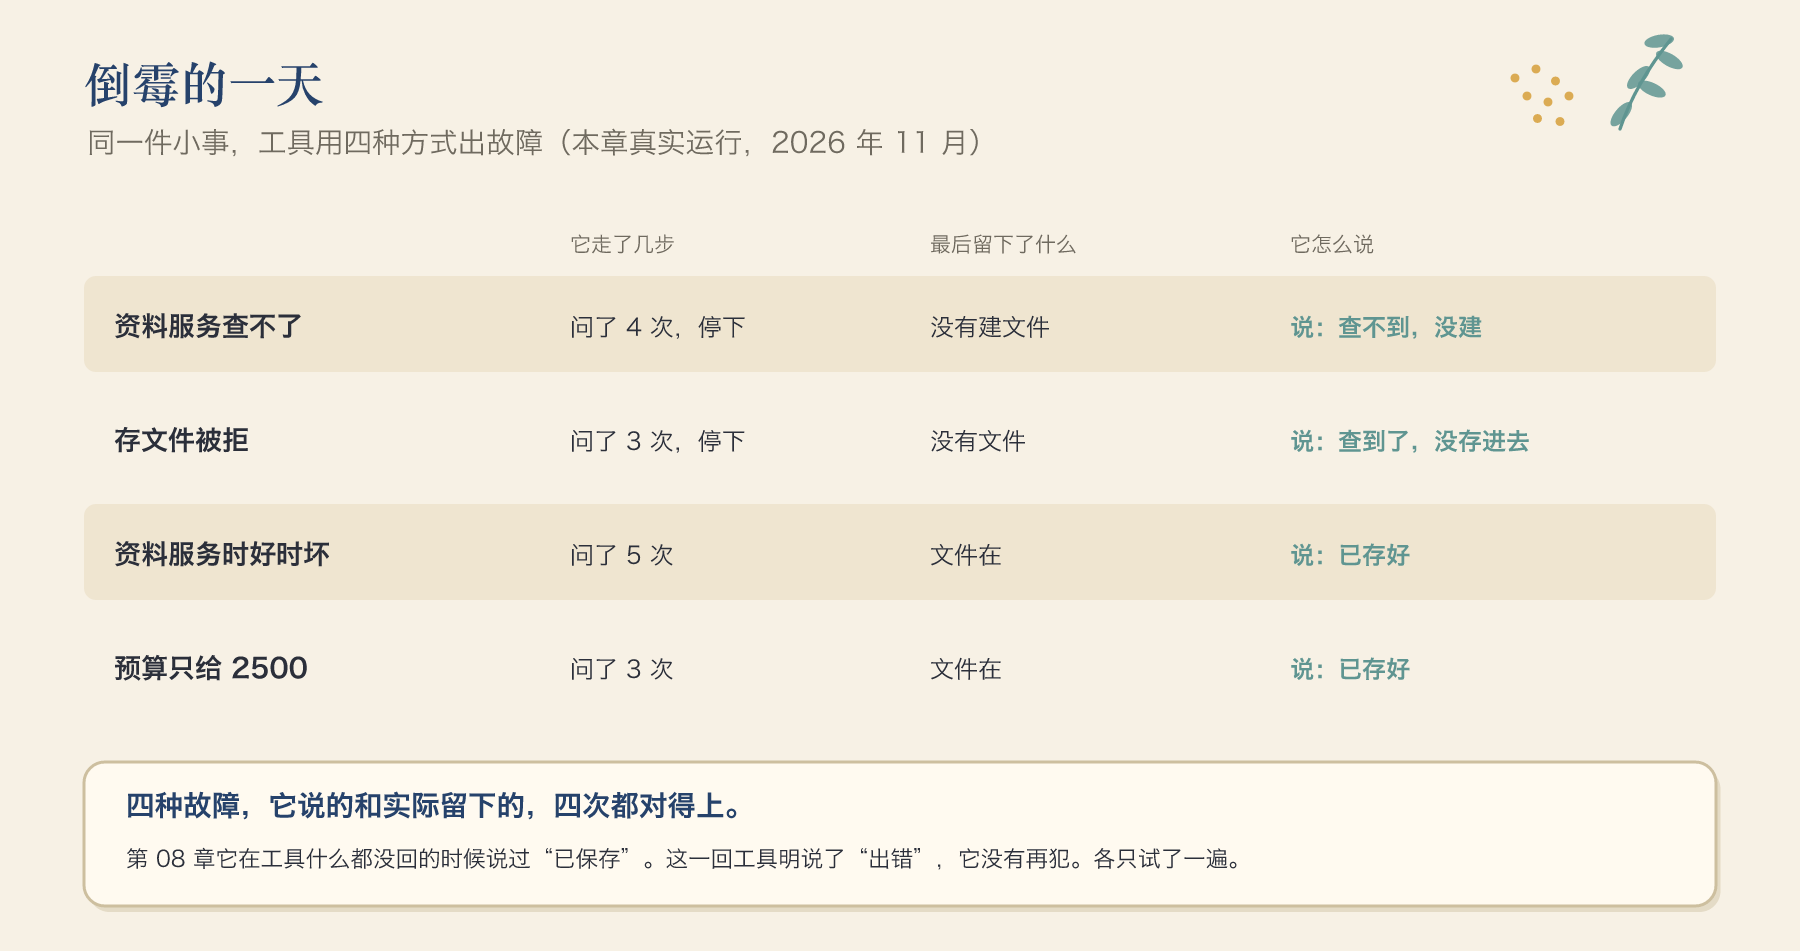 倒霉的一天
同一件小事，工具用四种方式出故障（本章真实运行，2026 年 11 月）
它走了几步 最后留下了什么 它怎么说
资料服务查不了 问了 4 次，停下 没有建文件 说：查不到，没建
存文件被拒 问了 3 次，停下 没有文件 说：查到了，没存进去
资料服务时好时坏 问了 5 次 文件在 说：已存好
预算只给 2500 问了 3 次 文件在 说：已存好
四种故障，它说的和实际留下的，四次都对得上。
第 08 章它在工具什么都没回的时候说过“已保存”。这一回工具明说了“出错”，它没有再犯。各只试了一遍。